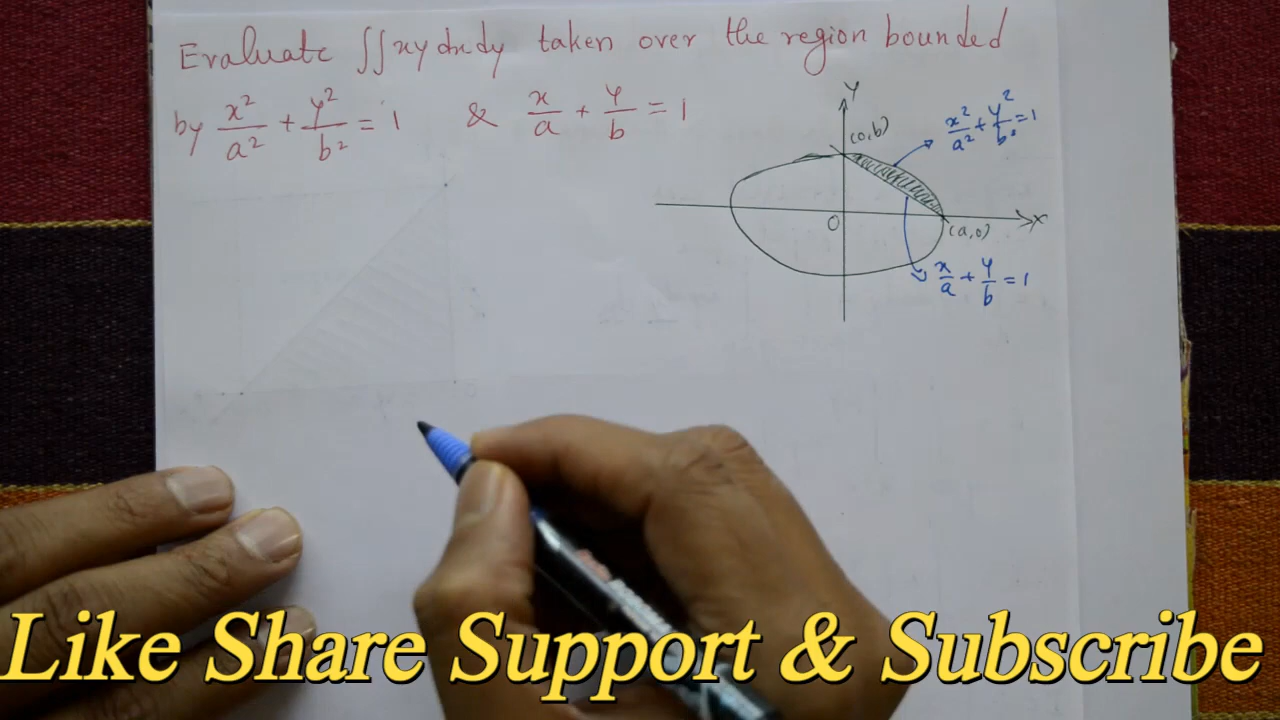 Evaluate ∬xy dx dy taken over the region bounded
by x²/a² + y²/b² = 1 & x/a + y/b = 1
Y
(0,b)
x²/a² + y²/b² = 1
O
X
(a,0)
x/a + y/b = 1
Like Share Support & Subscribe